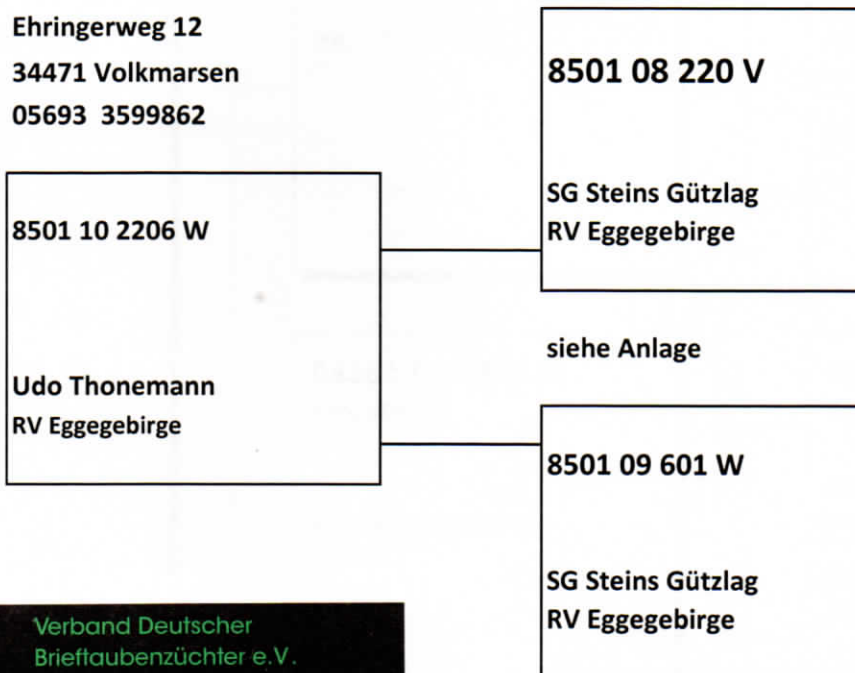 Ehringerweg 12
34471 Volkmarsen
05693 3599862
8501 10 2206 W
Udo Thonemann
RV Eggegebirge
8501 08 220 V
SG Steins Gützlag
RV Eggegebirge
siehe Anlage
8501 09 601 W
SG Steins Gützlag
RV Eggegebirge
Verband Deutscher
Brieftaubenzüchter e.V.